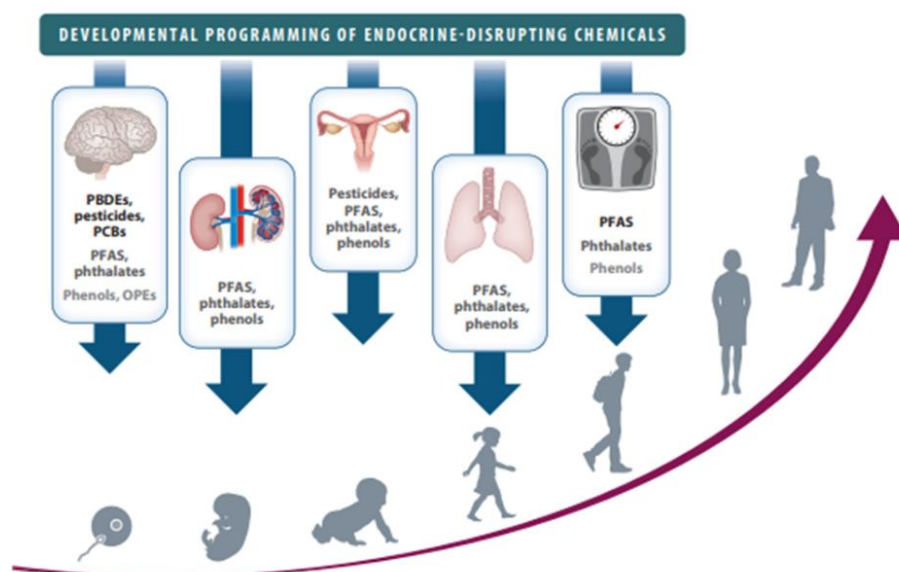 DEVELOPMENTAL PROGRAMMING OF ENDOCRINE-DISRUPTING CHEMICALS
PBDEs,
pesticides,
PCBs
PFAS,
phthalates
Phenols, OPEs
PFAS,
phthalates,
phenols
Pesticides,
PFAS,
phthalates,
phenols
PFAS,
phthalates,
phenols
PFAS
Phthalates
Phenols